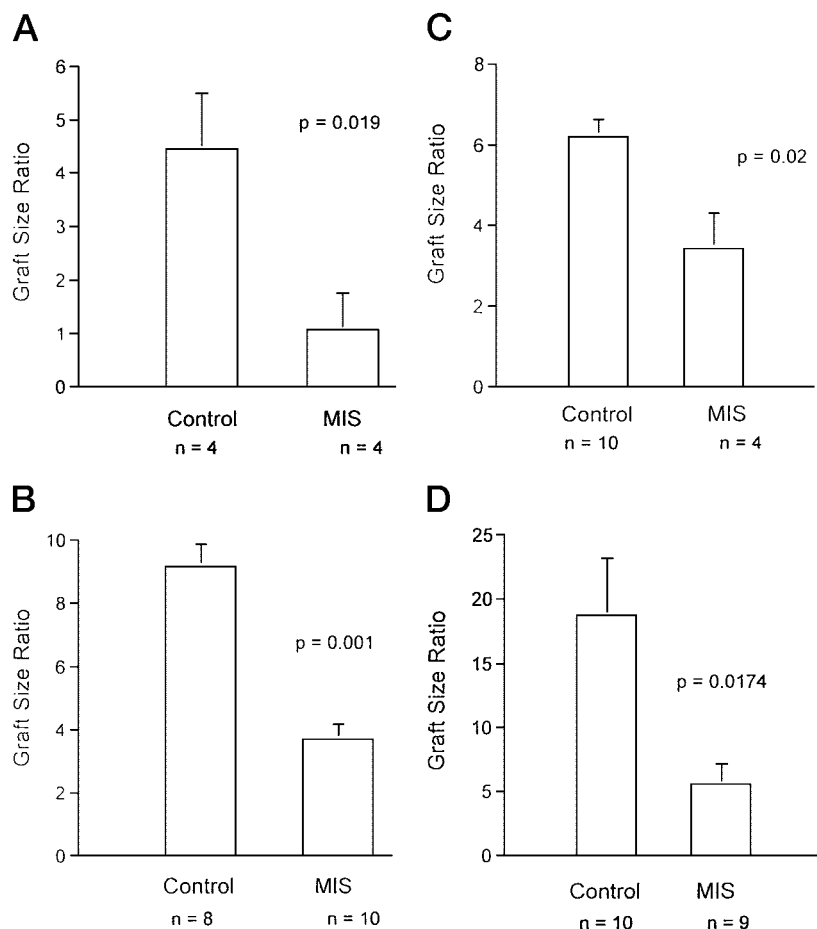 A
Graft Size Ratio
6
5
4
3
2
1
0
p = 0.019
Control MIS
n = 4 n = 4
C
Graft Size Ratio
8
6
4
2
0
p = 0.02
Control MIS
n = 10 n = 4
B
Graft Size Ratio
10
8
6
4
2
0
p = 0.001
Control MIS
n = 8 n = 10
D
Graft Size Ratio
25
20
15
10
5
0
p = 0.0174
Control MIS
n = 10 n = 9